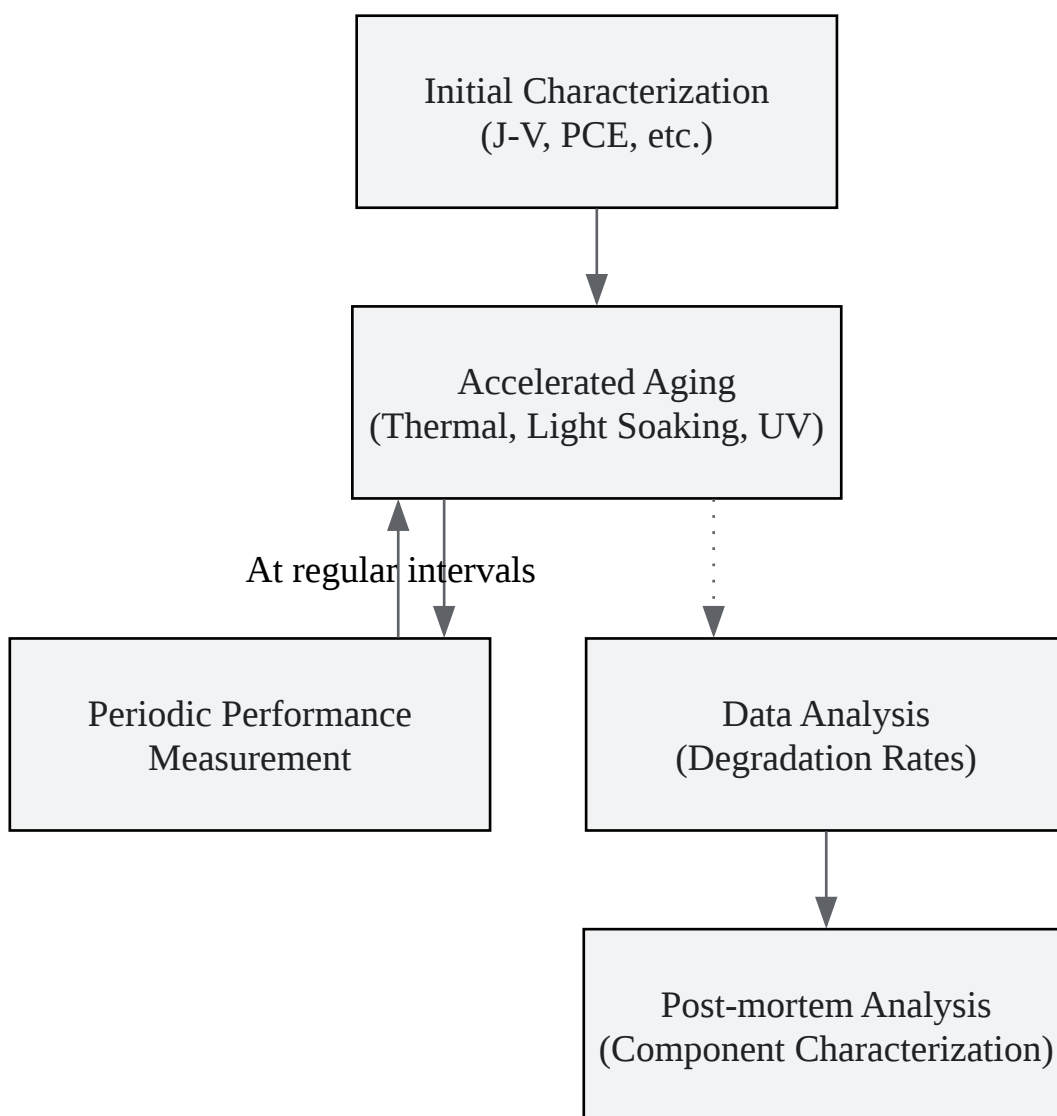 Initial Characterization
(J-V, PCE, etc.)
Accelerated Aging
(Thermal, Light Soaking, UV)
At regular intervals
Periodic Performance
Measurement
Data Analysis
(Degradation Rates)
Post-mortem Analysis
(Component Characterization)